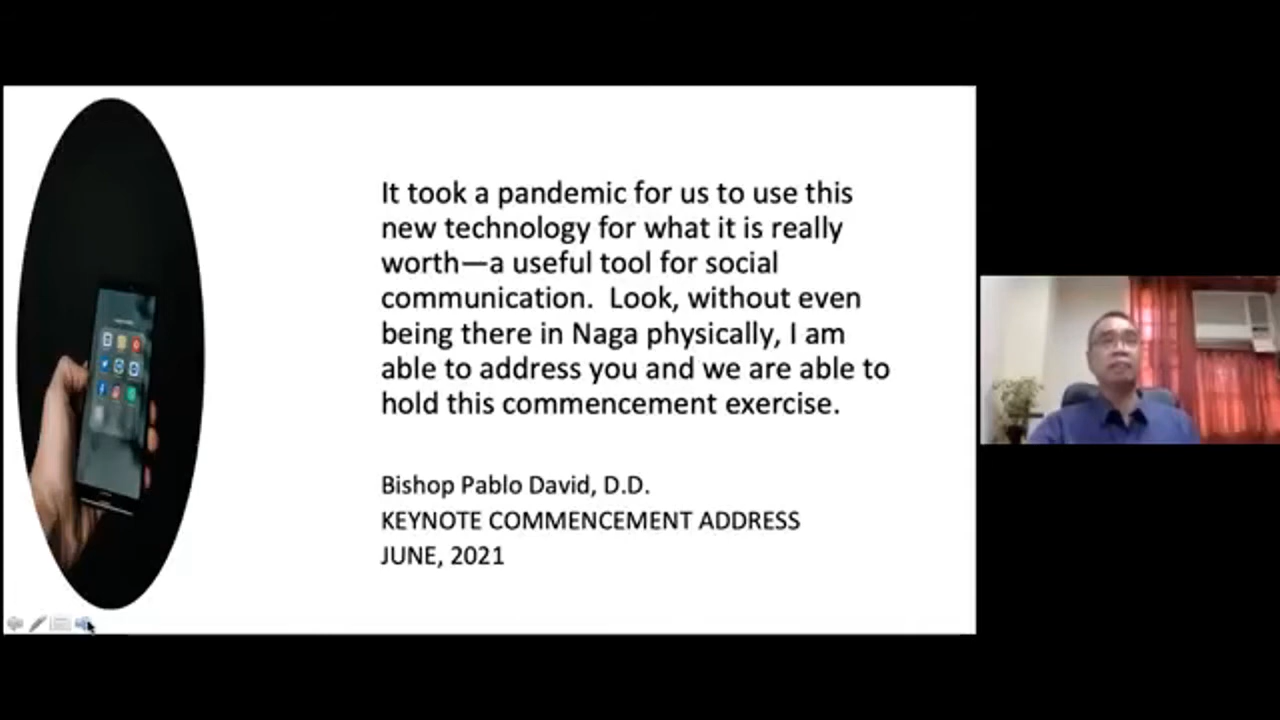 It took a pandemic for us to use this
new technology for what it is really
worth—a useful tool for social
communication.  Look, without even
being there in Naga physically, I am
able to address you and we are able to
hold this commencement exercise.
Bishop Pablo David, D.D.
KEYNOTE COMMENCEMENT ADDRESS
JUNE, 2021